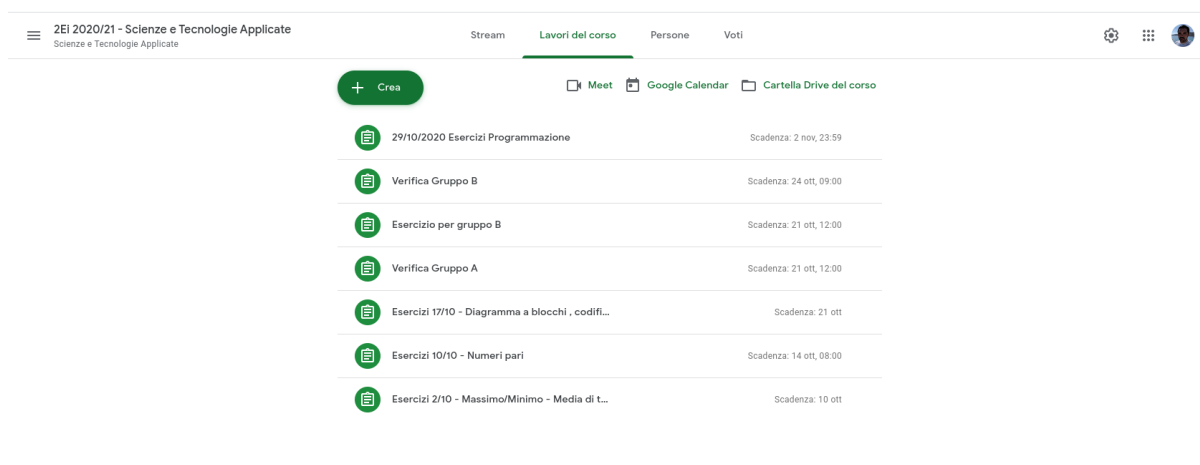 2Ei 2020/21 - Scienze e Tecnologie Applicate
Scienze e Tecnologie Applicate
Stream Lavori del corso Persone Voti
Crea
Meet Google Calendar Cartella Drive del corso
29/10/2020 Esercizi Programmazione Scadenza: 2 nov, 23:59
Verifica Gruppo B Scadenza: 24 ott, 09:00
Esercizio per gruppo B Scadenza: 21 ott, 12:00
Verifica Gruppo A Scadenza: 21 ott, 12:00
Esercizi 17/10 - Diagramma a blocchi , codifi... Scadenza: 21 ott
Esercizi 10/10 - Numeri pari Scadenza: 14 ott, 08:00
Esercizi 2/10 - Massimo/Minimo - Media di t... Scadenza: 10 ott